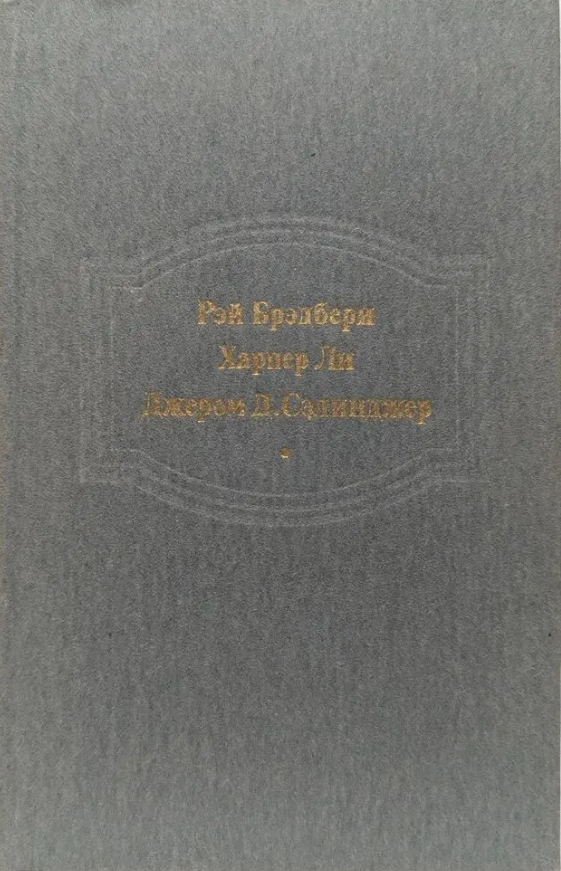 Рэй Брэдбери
Харпер Ли
Джером Д. Сэлинджер